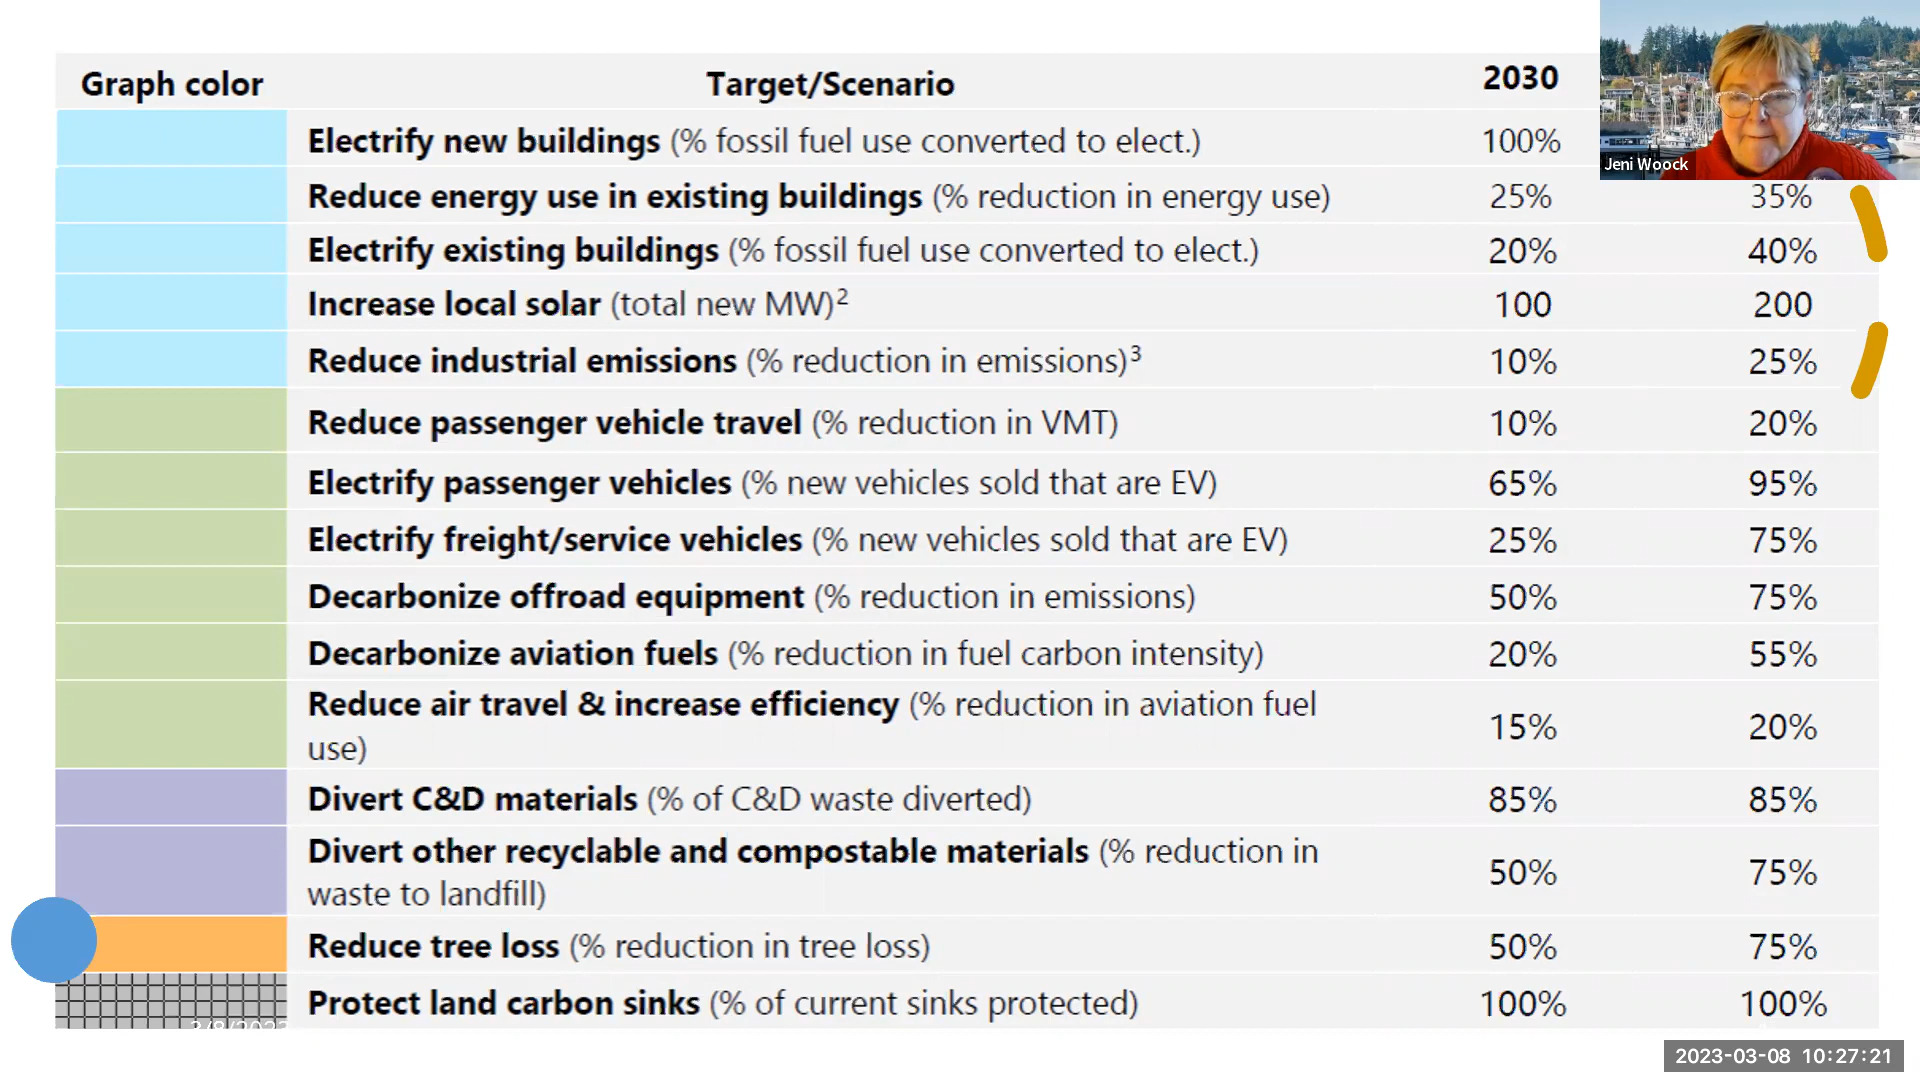 Graph color Target/Scenario 2030
Electrify new buildings (% fossil fuel use converted to elect.) 100%
Jeni Woock
Reduce energy use in existing buildings (% reduction in energy use) 25% 35%
Electrify existing buildings (% fossil fuel use converted to elect.) 20% 40%
Increase local solar (total new MW)² 100 200
Reduce industrial emissions (% reduction in emissions)³ 10% 25%
Reduce passenger vehicle travel (% reduction in VMT) 10% 20%
Electrify passenger vehicles (% new vehicles sold that are EV) 65% 95%
Electrify freight/service vehicles (% new vehicles sold that are EV) 25% 75%
Decarbonize offroad equipment (% reduction in emissions) 50% 75%
Decarbonize aviation fuels (% reduction in fuel carbon intensity) 20% 55%
Reduce air travel & increase efficiency (% reduction in aviation fuel
use) 15% 20%
Divert C&D materials (% of C&D waste diverted) 85% 85%
Divert other recyclable and compostable materials (% reduction in
waste to landfill) 50% 75%
Reduce tree loss (% reduction in tree loss) 50% 75%
Protect land carbon sinks (% of current sinks protected) 100% 100%
3/8/2023
2023-03-08 10:27:21